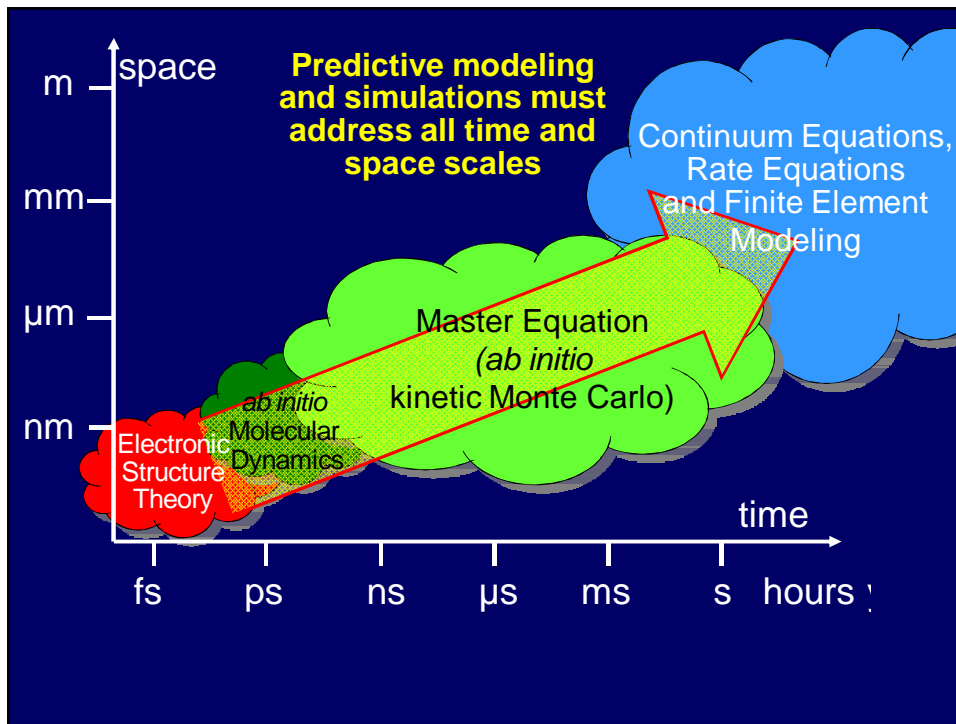 space
Predictive modeling
and simulations must
address all time and
space scales
m
mm
µm
nm
Continuum Equations,
Rate Equations
and Finite Element
Modeling
Master Equation
(ab initio
kinetic Monte Carlo)
ab initio
Molecular
Dynamics
Electronic
Structure
Theory
time
fs ps ns µs ms s hours